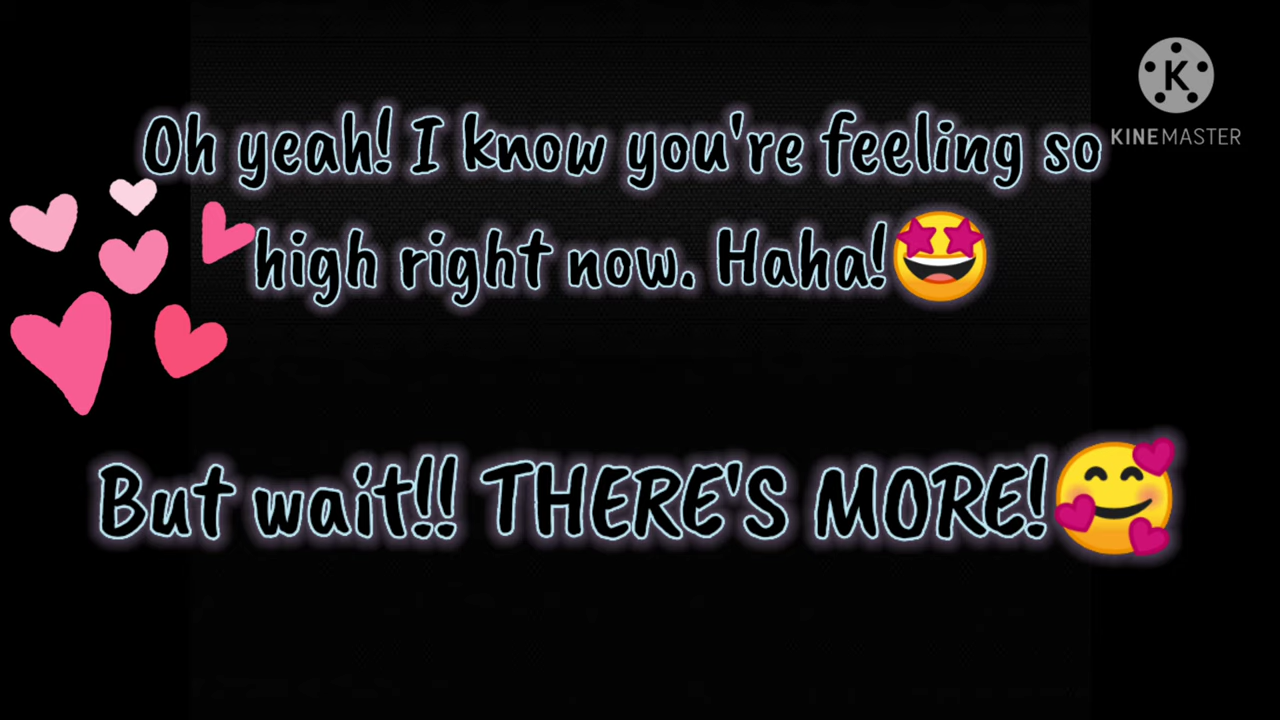 K
KINEMASTER
Oh yeah! I know you're feeling so
high right now. Haha!🤩
But wait!! THERE'S MORE!🥰